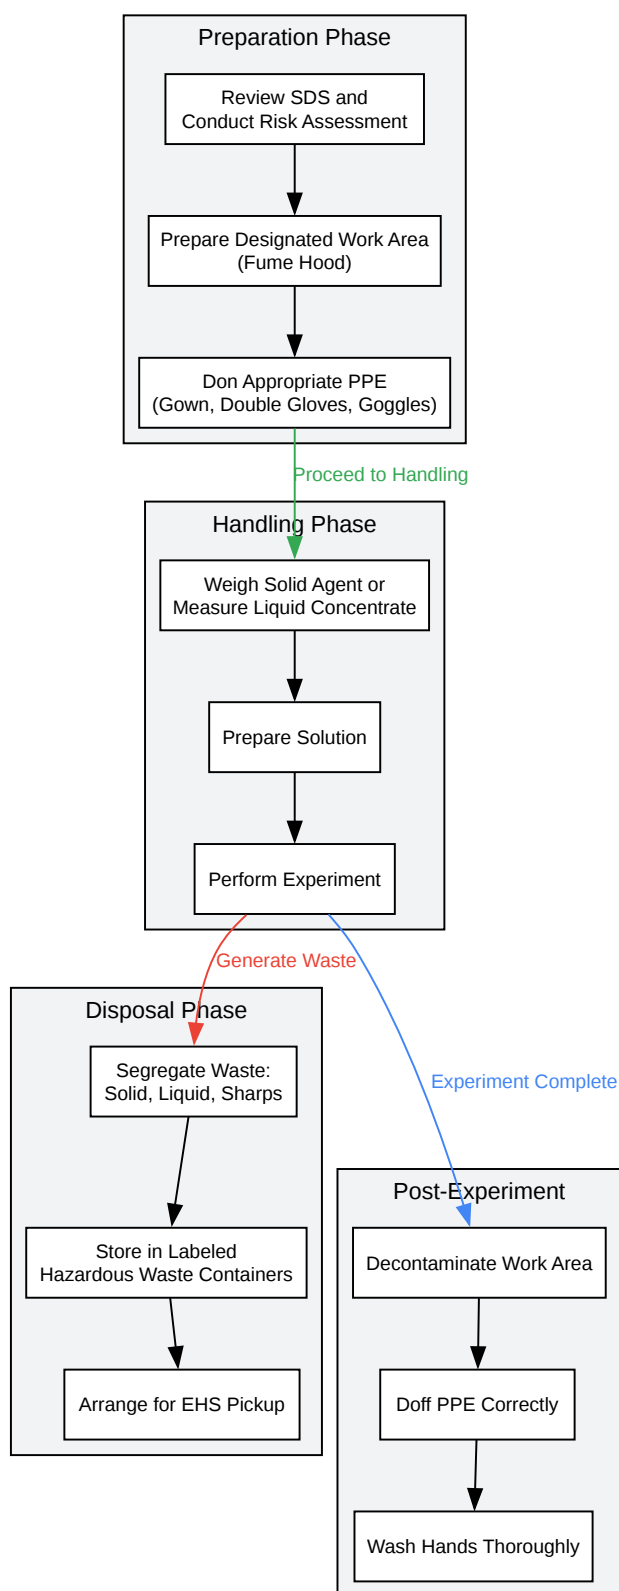 Preparation Phase
Review SDS and
Conduct Risk Assessment
Prepare Designated Work Area
(Fume Hood)
Don Appropriate PPE
(Gown, Double Gloves, Goggles)
Proceed to Handling
Handling Phase
Weigh Solid Agent or
Measure Liquid Concentrate
Prepare Solution
Perform Experiment
Generate Waste
Disposal Phase
Segregate Waste:
Solid, Liquid, Sharps
Store in Labeled
Hazardous Waste Containers
Arrange for EHS Pickup
Experiment Complete
Post-Experiment
Decontaminate Work Area
Doff PPE Correctly
Wash Hands Thoroughly